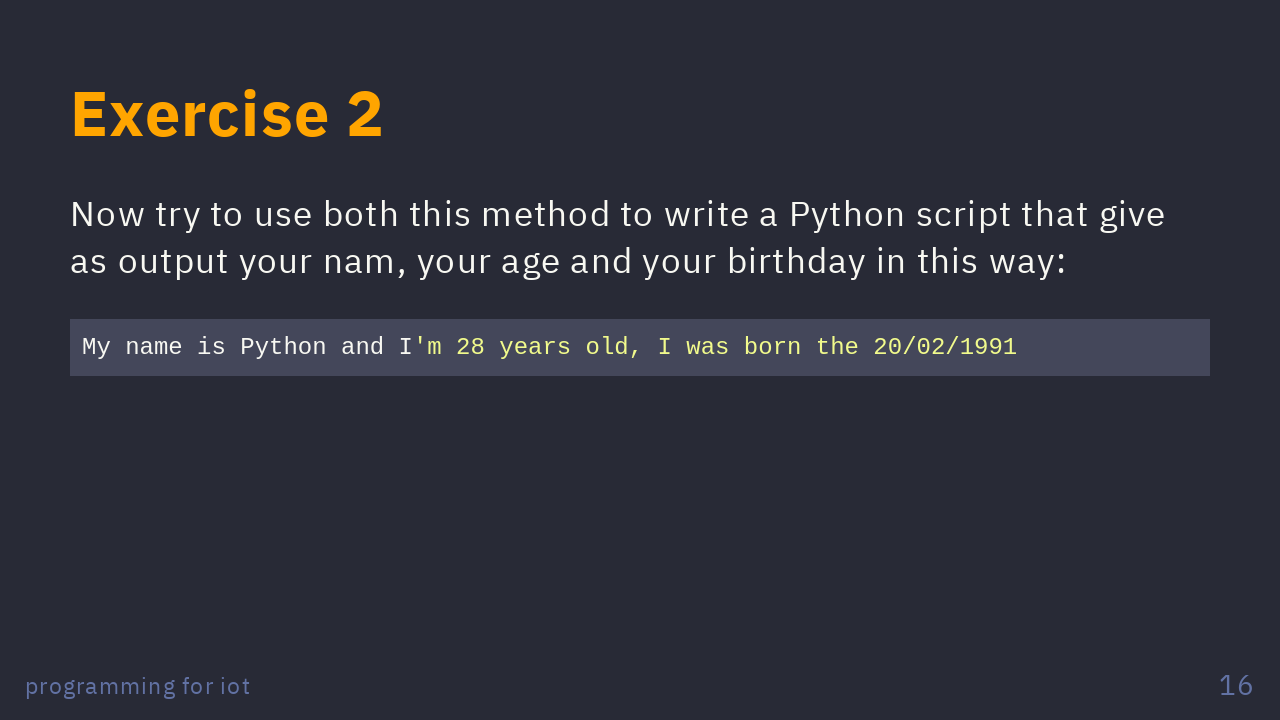 Exercise 2
Now try to use both this method to write a Python script that give
as output your nam, your age and your birthday in this way:
My name is Python and I'm 28 years old, I was born the 20/02/1991
programming for iot
16